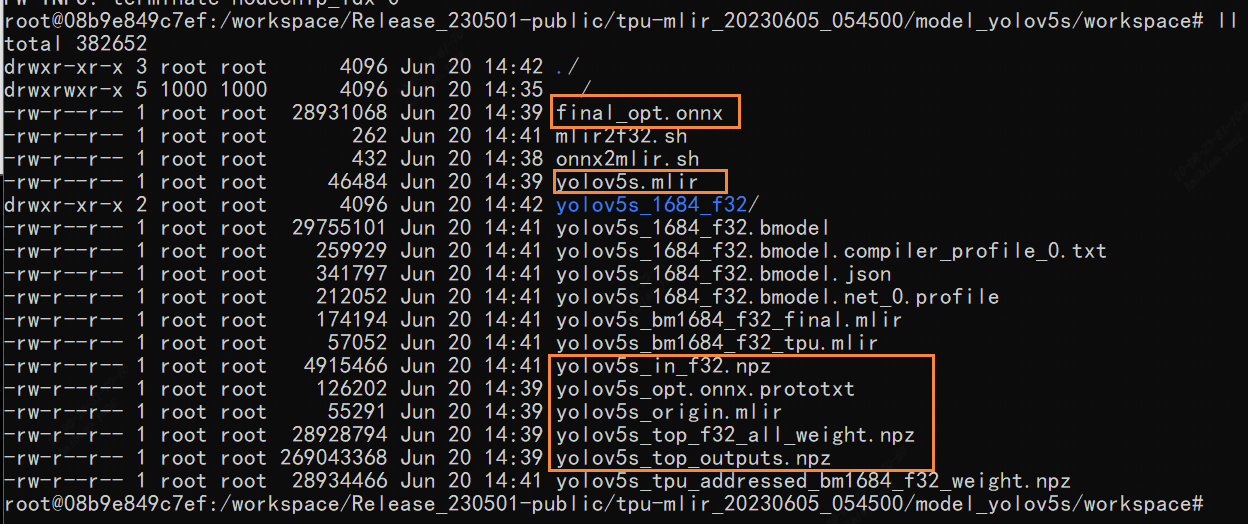 root@08b9e849c7ef:/workspace/Release_230501-public/tpu-mlir_20230605_054500/model_yolov5s/workspace# ll
total 382652
drwxr-xr-x 3 root root 4096 Jun 20 14:42 ./
drwxrwxr-x 5 1000 1000 4096 Jun 20 14:35 /
-rw-r--r-- 1 root root 28931068 Jun 20 14:39 final_opt.onnx
-rw-r--r-- 1 root root 262 Jun 20 14:41 mlir2f32.sh
-rw-r--r-- 1 root root 432 Jun 20 14:38 onnx2mlir.sh
-rw-r--r-- 1 root root 46484 Jun 20 14:39 yolov5s.mlir
drwxr-xr-x 2 root root 4096 Jun 20 14:42 yolov5s_1684_f32/
-rw-r--r-- 1 root root 29755101 Jun 20 14:41 yolov5s_1684_f32.bmodel
-rw-r--r-- 1 root root 259929 Jun 20 14:41 yolov5s_1684_f32.bmodel.compiler_profile_0.txt
-rw-r--r-- 1 root root 341797 Jun 20 14:41 yolov5s_1684_f32.bmodel.json
-rw-r--r-- 1 root root 212052 Jun 20 14:41 yolov5s_1684_f32.bmodel.net_0.profile
-rw-r--r-- 1 root root 174194 Jun 20 14:41 yolov5s_bm1684_f32_final.mlir
-rw-r--r-- 1 root root 57052 Jun 20 14:41 yolov5s_bm1684_f32_tpu.mlir
-rw-r--r-- 1 root root 4915466 Jun 20 14:41 yolov5s_in_f32.npz
-rw-r--r-- 1 root root 126202 Jun 20 14:39 yolov5s_opt.onnx.prototxt
-rw-r--r-- 1 root root 55291 Jun 20 14:39 yolov5s_origin.mlir
-rw-r--r-- 1 root root 28928794 Jun 20 14:39 yolov5s_top_f32_all_weight.npz
-rw-r--r-- 1 root root 269043368 Jun 20 14:39 yolov5s_top_outputs.npz
-rw-r--r-- 1 root root 28934466 Jun 20 14:41 yolov5s_tpu_addressed_bm1684_f32_weight.npz
root@08b9e849c7ef:/workspace/Release_230501-public/tpu-mlir_20230605_054500/model_yolov5s/workspace#